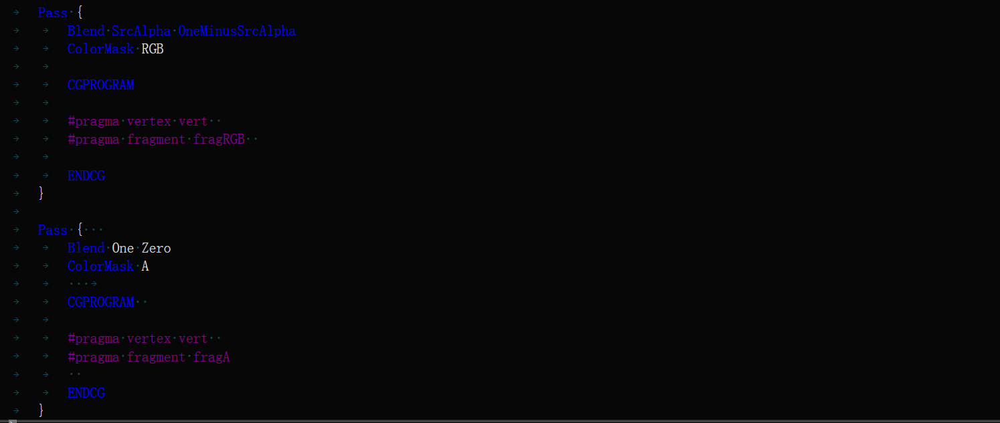 Pass {
Blend SrcAlpha OneMinusSrcAlpha
ColorMask RGB
CGPROGRAM
#pragma vertex vert
#pragma fragment fragRGB
ENDCG
}
Pass {
Blend One Zero
ColorMask A
CGPROGRAM
#pragma vertex vert
#pragma fragment fragA
ENDCG
}